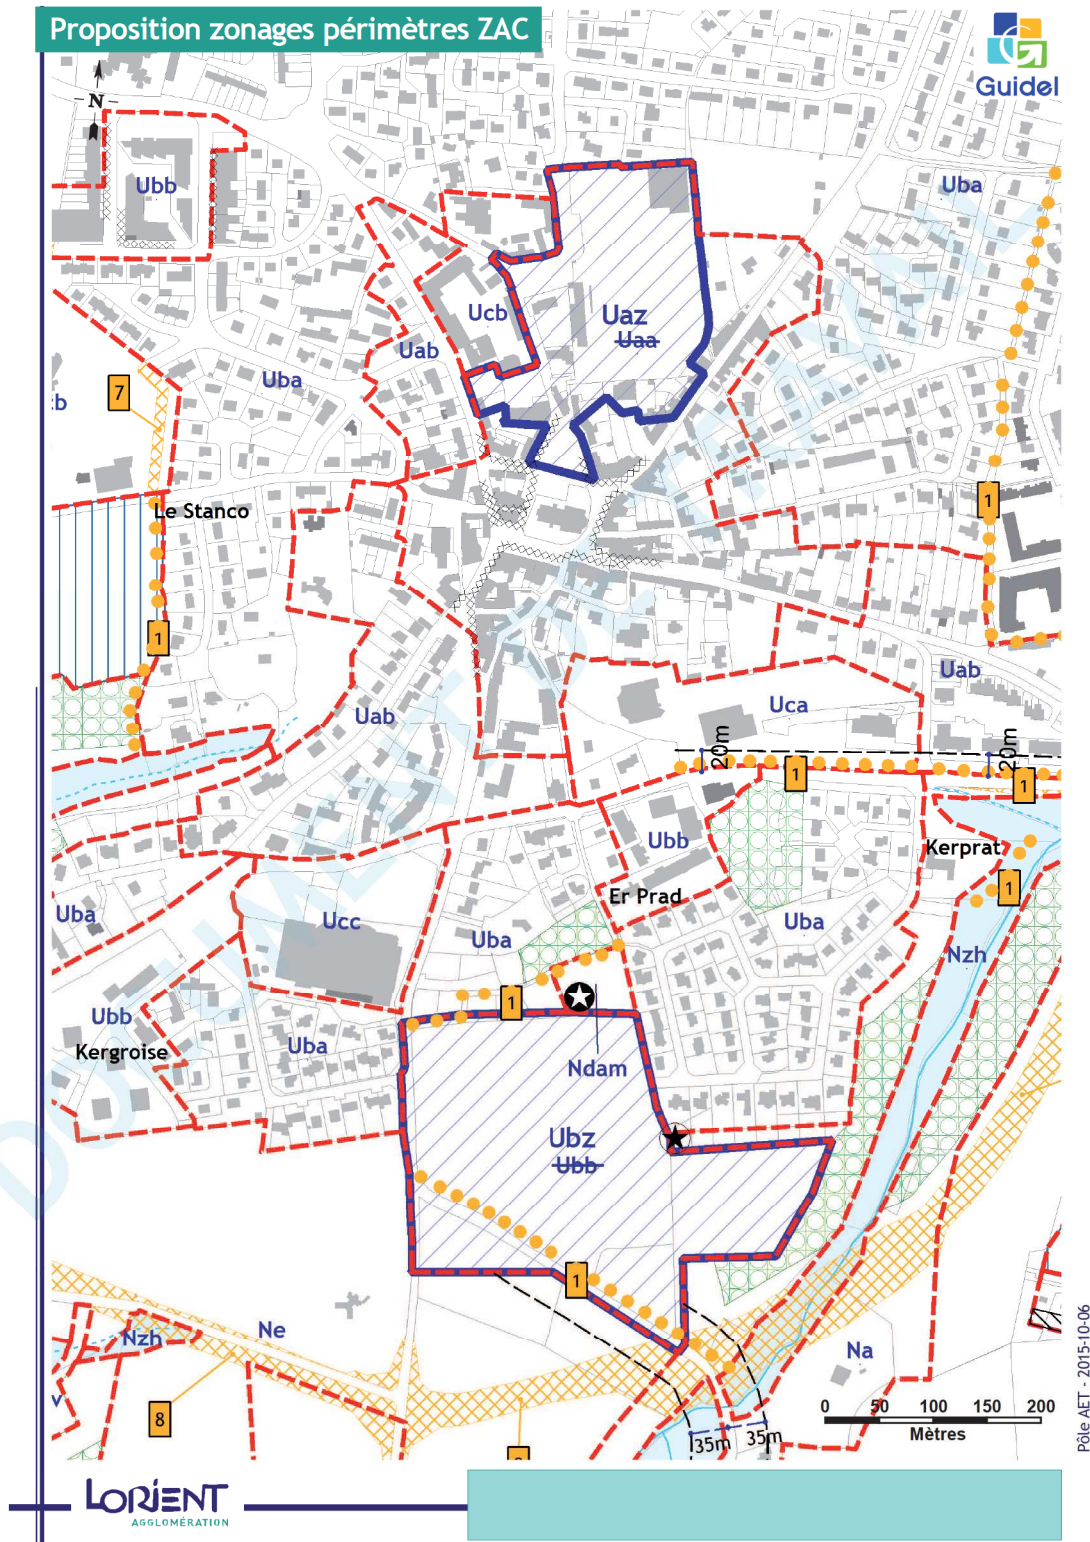 Proposition zonages périmètres ZAC
Guidel
N
Ubb
Uba
Ucb
Uaz
Uaa
Uab
Uba
7
Le Stanco
1
1
Uab
Uca
Uab
20m
20m
1
1
Ubb
Kerprat
1
Er Prad
Uba
Ucc
Uba
Uba
Nzh
1
Ubb
Kergroise
Uba
Ndam
Ubz
Ubb
1
Ne
Nzh
Na
8
0 50 100 150 200
Mètres
35m 35m
DOCUMENT DE TRAVAIL
Pôle AET - 2015-10-06
LORIENT
AGGLOMÉRATION